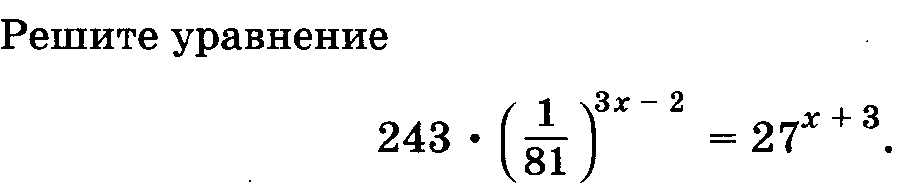 Решите уравнение
243 · (1/81)^(3x − 2) = 27^(x + 3).